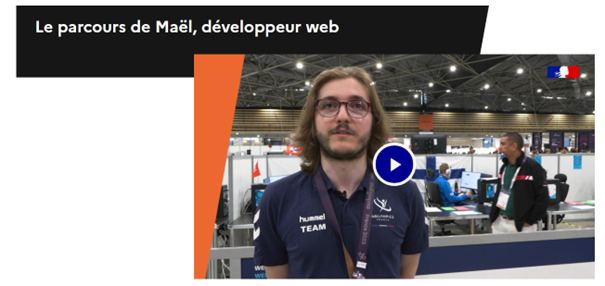 Le parcours de Maël, développeur web
hummel
TEAM